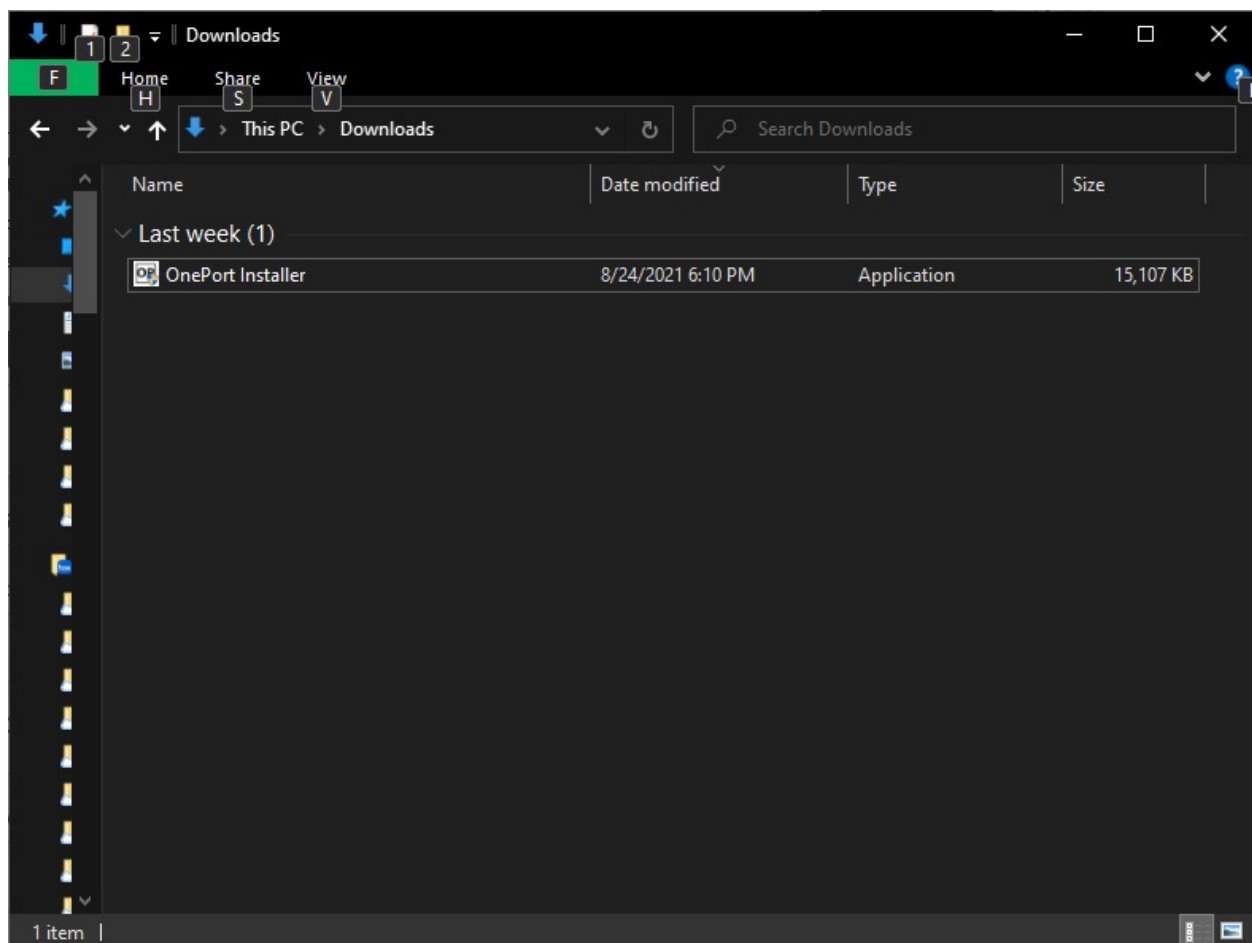 1 2 Downloads
F Home Share View
H S V
This PC > Downloads Search Downloads
Name Date modified Type Size
Last week (1)
OP OnePort Installer 8/24/2021 6:10 PM Application 15,107 KB
1 item